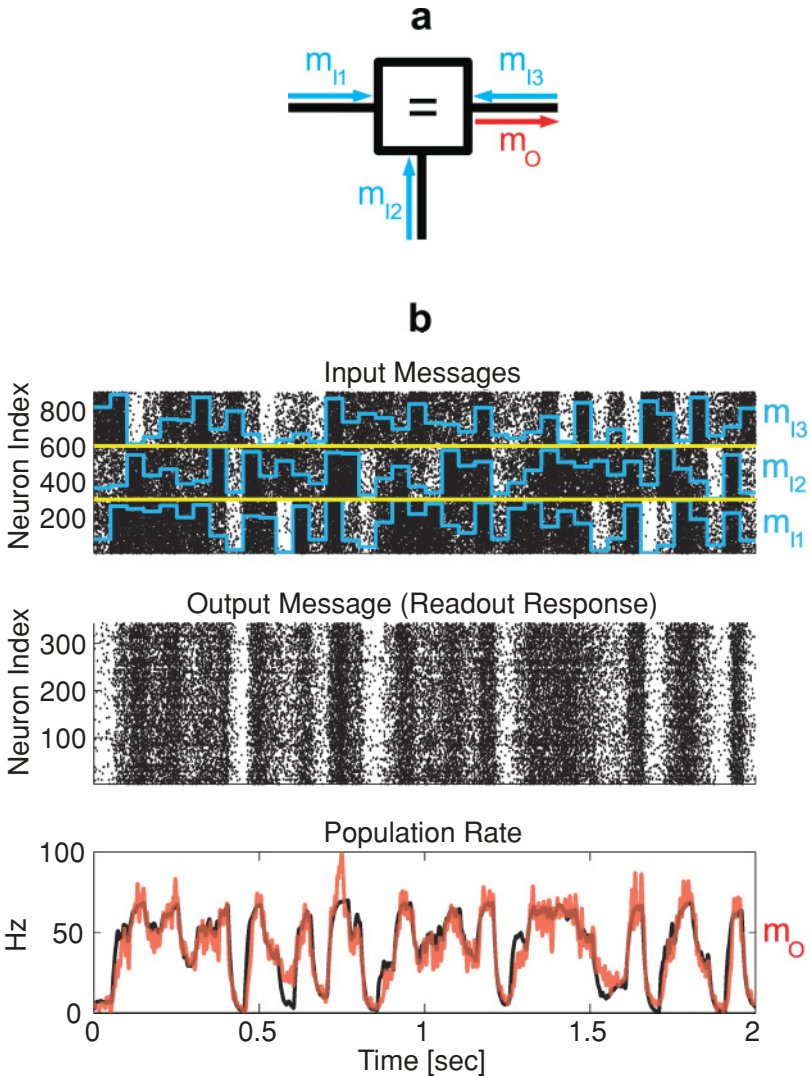 a
m_I1
m_I3
=
m_O
m_I2
b
Input Messages
Neuron Index
800
600
400
200
m_I3
m_I2
m_I1
Output Message (Readout Response)
Neuron Index
300
200
100
Population Rate
Hz
100
50
0
m_O
0 0.5 1 1.5 2
Time [sec]